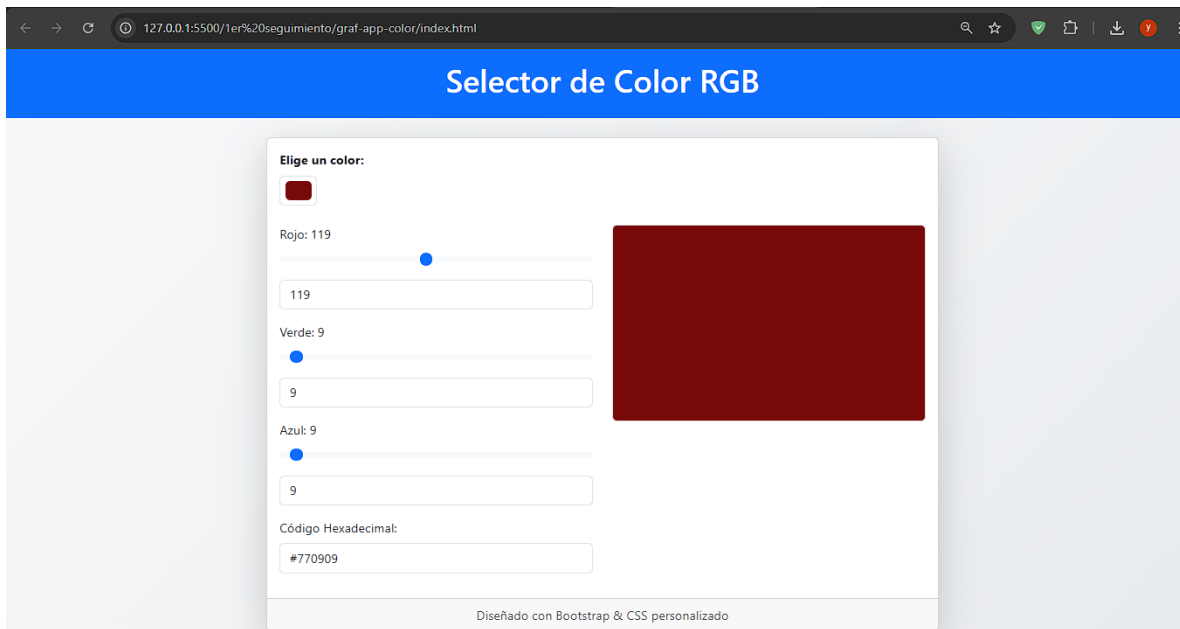 127.0.0.1:5500/1er%20seguimiento/graf-app-color/index.html
y
Selector de Color RGB
Elige un color:
Rojo: 119
119
Verde: 9
9
Azul: 9
9
Código Hexadecimal:
#770909
Diseñado con Bootstrap & CSS personalizado